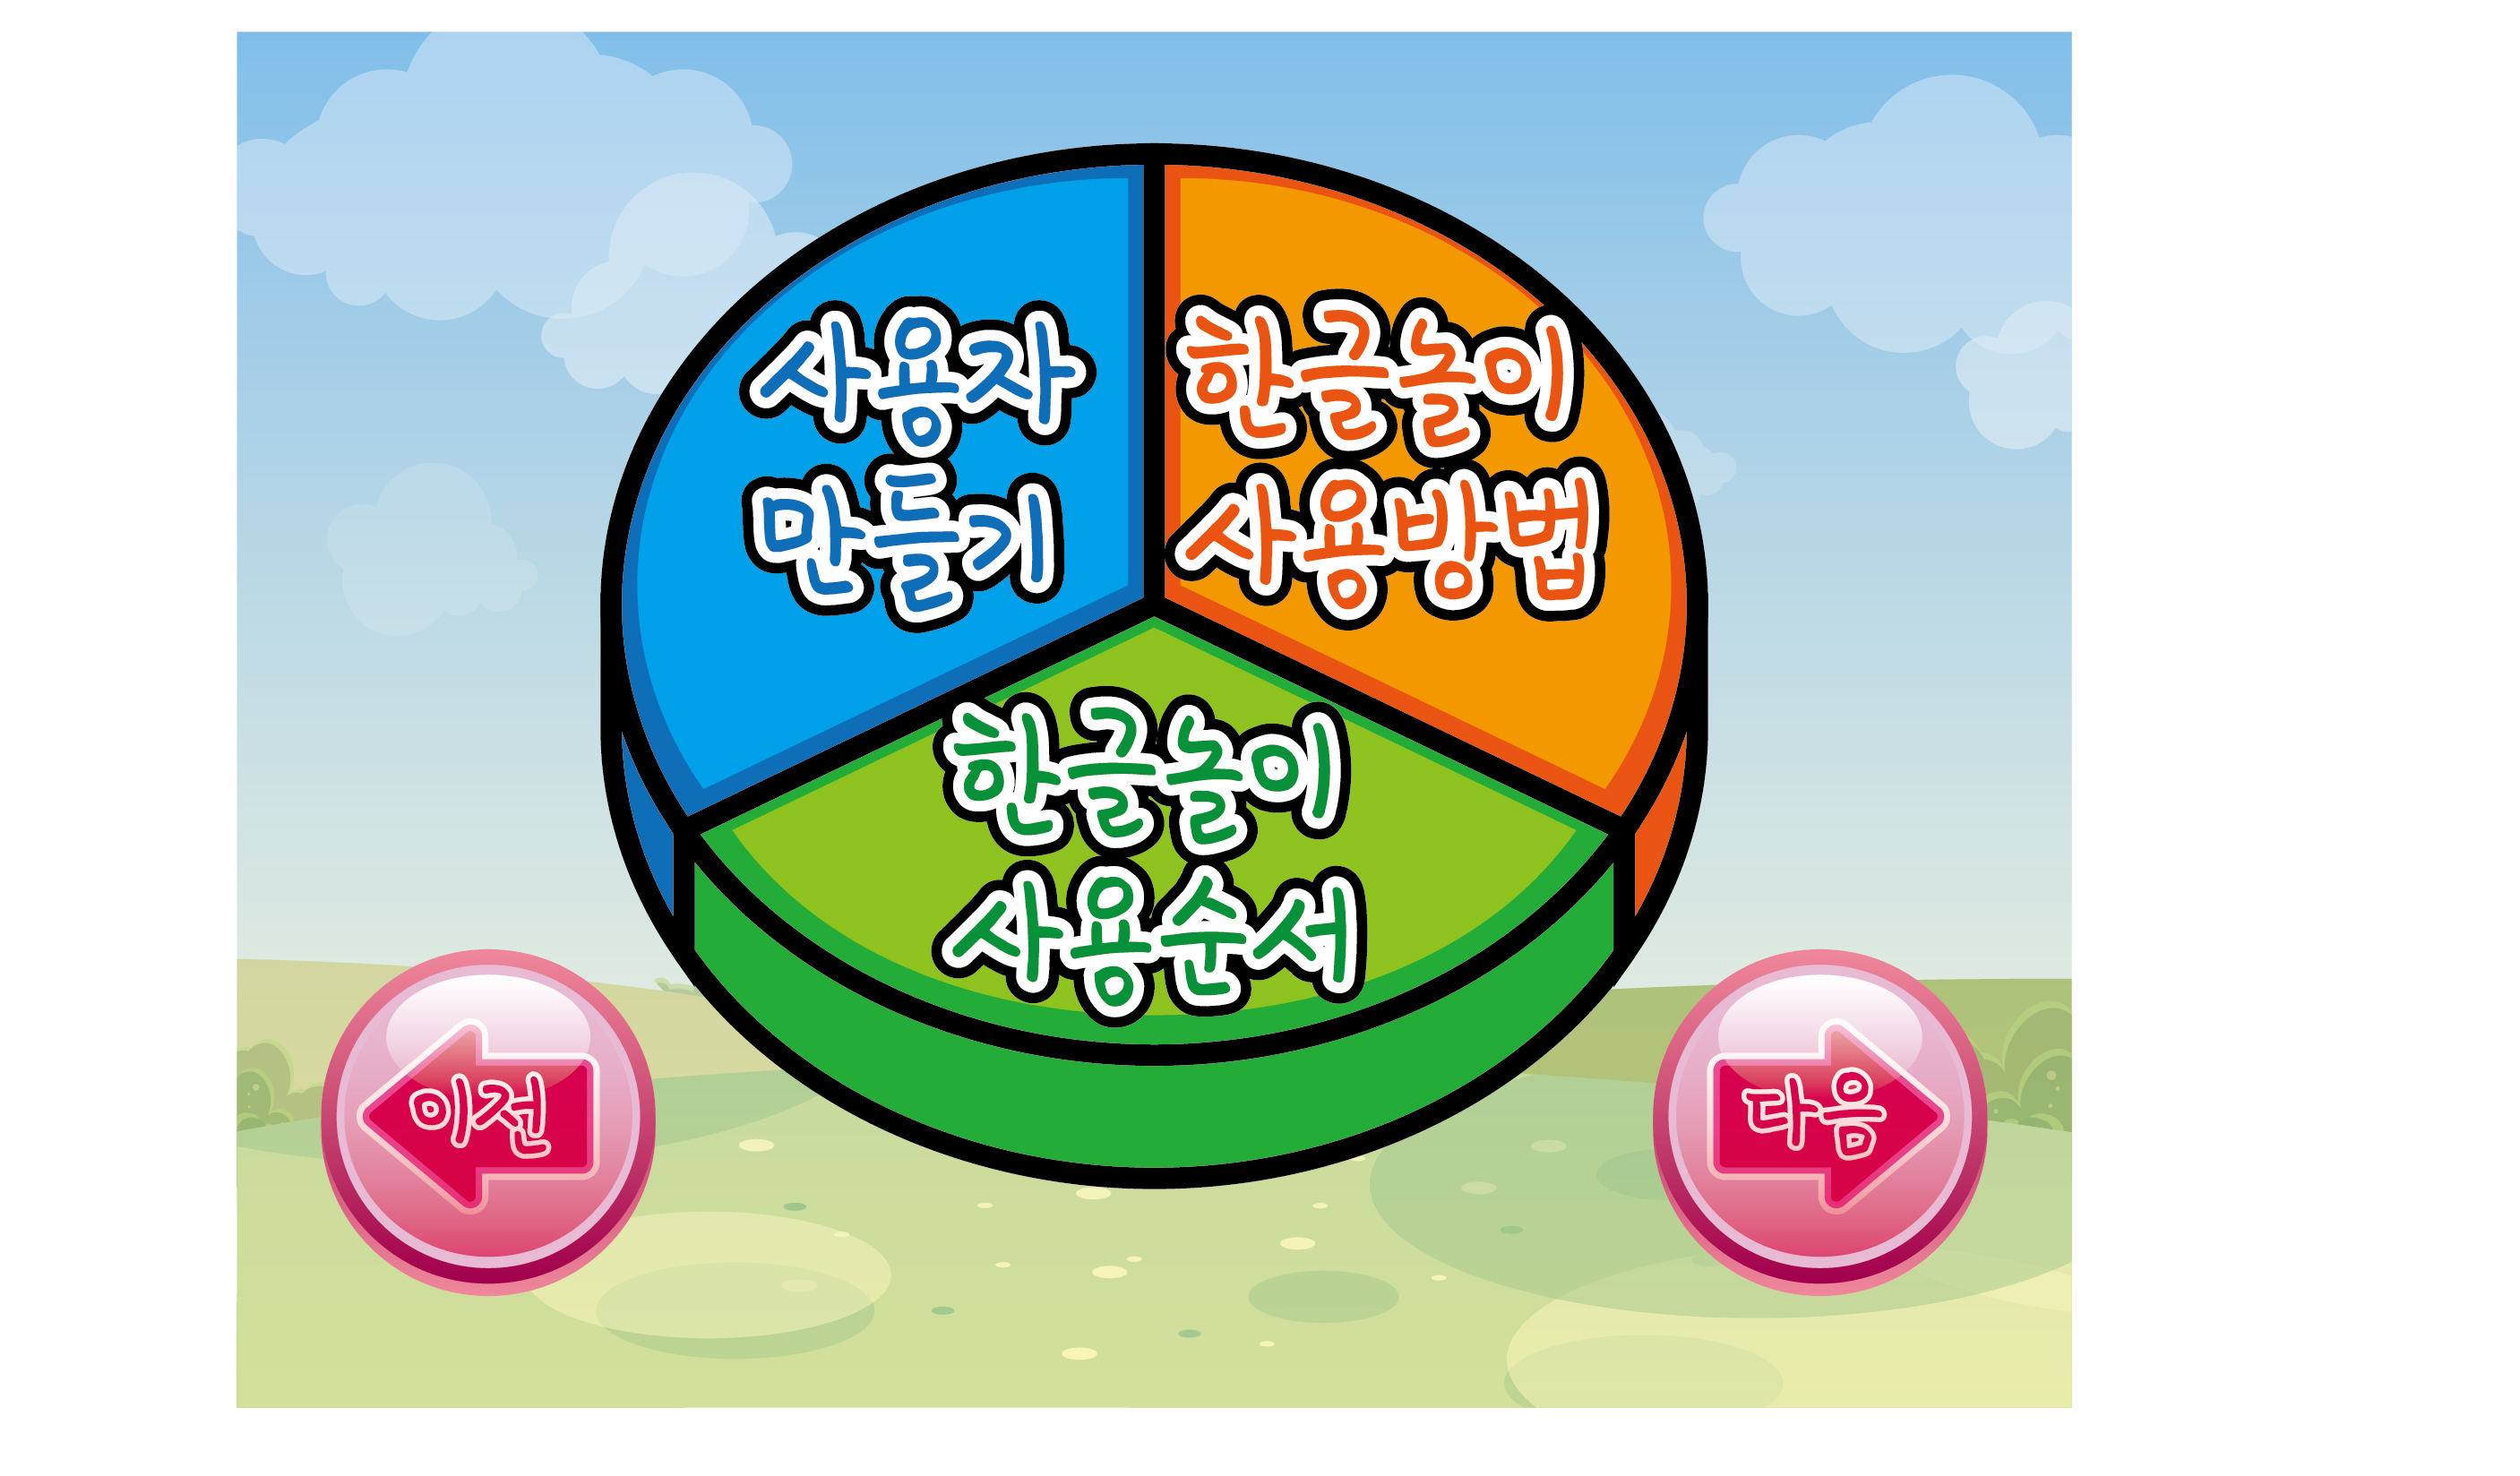 사용자
만들기
한글놀이
사용방법
한글놀이
사용순서
이전
다음